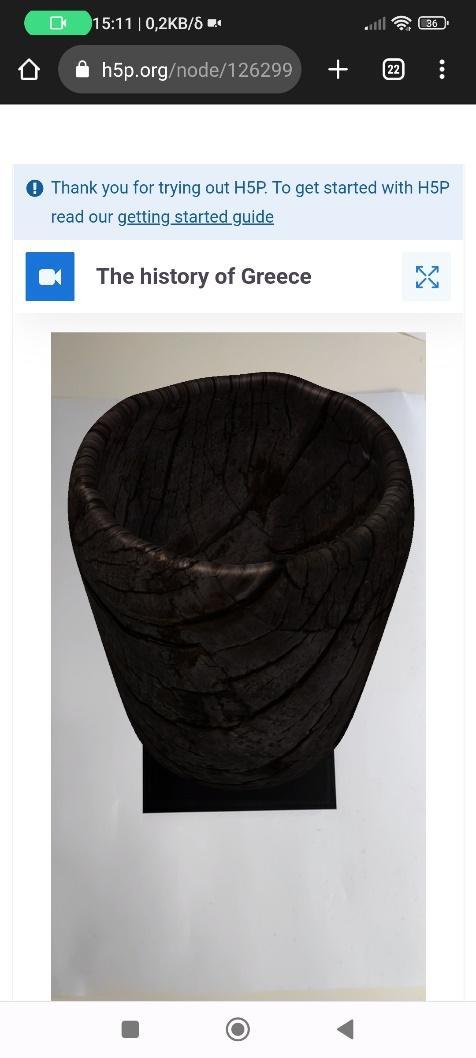 15:11 | 0,2KB/δ
36
h5p.org/node/126299
22
Thank you for trying out H5P. To get started with H5P
read our getting started guide
The history of Greece